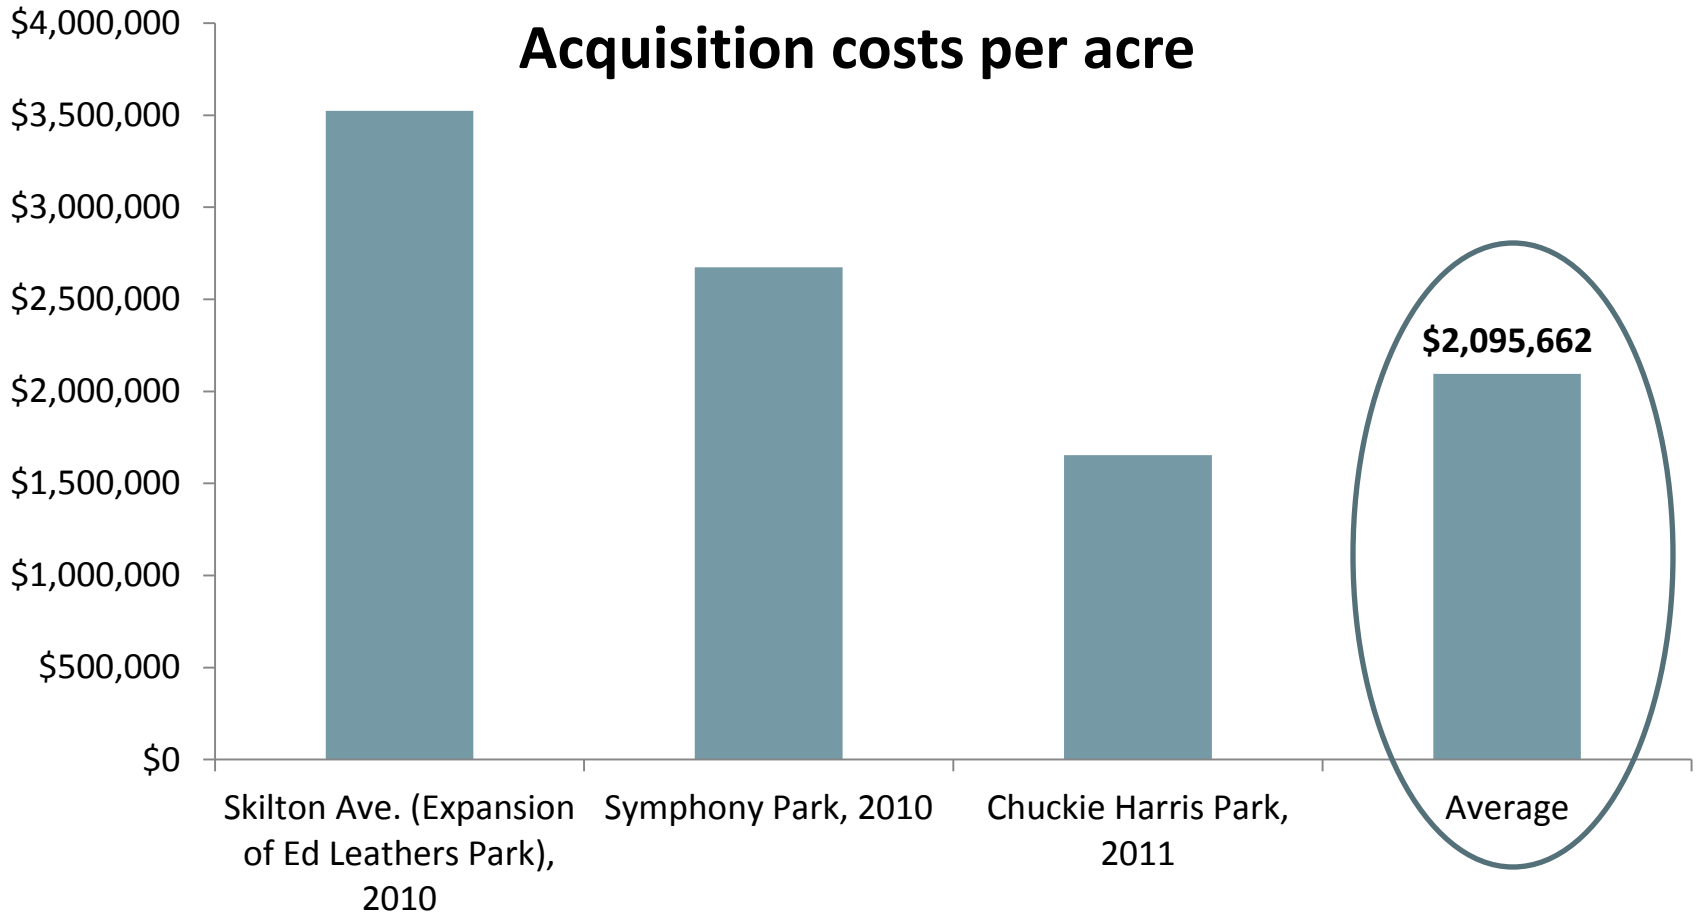 Acquisition costs per acre
$4,000,000
$3,500,000
$3,000,000
$2,500,000
$2,000,000
$1,500,000
$1,000,000
$500,000
$0
$2,095,662
Skilton Ave. (Expansion
of Ed Leathers Park),
2010
Symphony Park, 2010
Chuckie Harris Park,
2011
Average